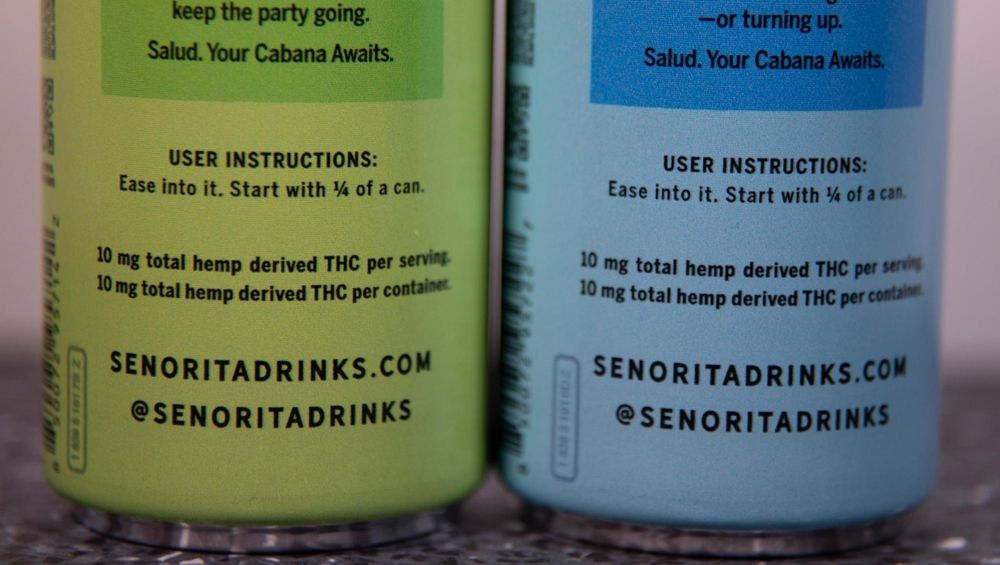 keep the party going.
Salud. Your Cabana Awaits.
USER INSTRUCTIONS:
Ease into it. Start with ¼ of a can.
10 mg total hemp derived THC per serving.
10 mg total hemp derived THC per container.
SENORITADRINKS.COM
@SENORITADRINKS
—or turning up.
Salud. Your Cabana Awaits.
USER INSTRUCTIONS:
Ease into it. Start with ¼ of a can.
10 mg total hemp derived THC per serving.
10 mg total hemp derived THC per container.
SENORITADRINKS.COM
@SENORITADRINKS